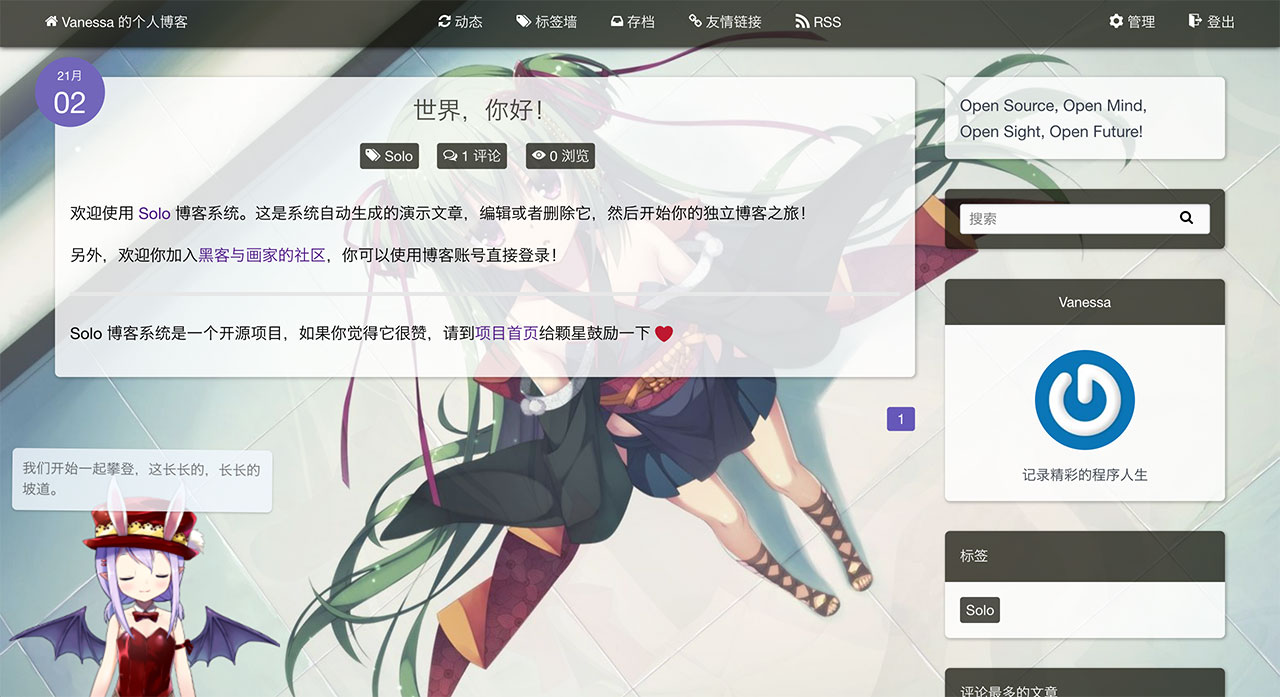 Vanessa 的个人博客
动态
标签墙
存档
友情链接
RSS
管理
登出
21月
02
世界，你好！
Solo
1 评论
0 浏览
欢迎使用 Solo 博客系统。这是系统自动生成的演示文章，编辑或者删除它，然后开始你的独立博客之旅！
另外，欢迎你加入黑客与画家的社区，你可以使用博客账号直接登录！
Solo 博客系统是一个开源项目，如果你觉得它很赞，请到项目首页给颗星鼓励一下 ❤️
1
我们开始一起攀登，这长长的，长长的
坡道。
Open Source, Open Mind,
Open Sight, Open Future!
搜索
Vanessa
记录精彩的程序人生
标签
Solo
评论最多的文章